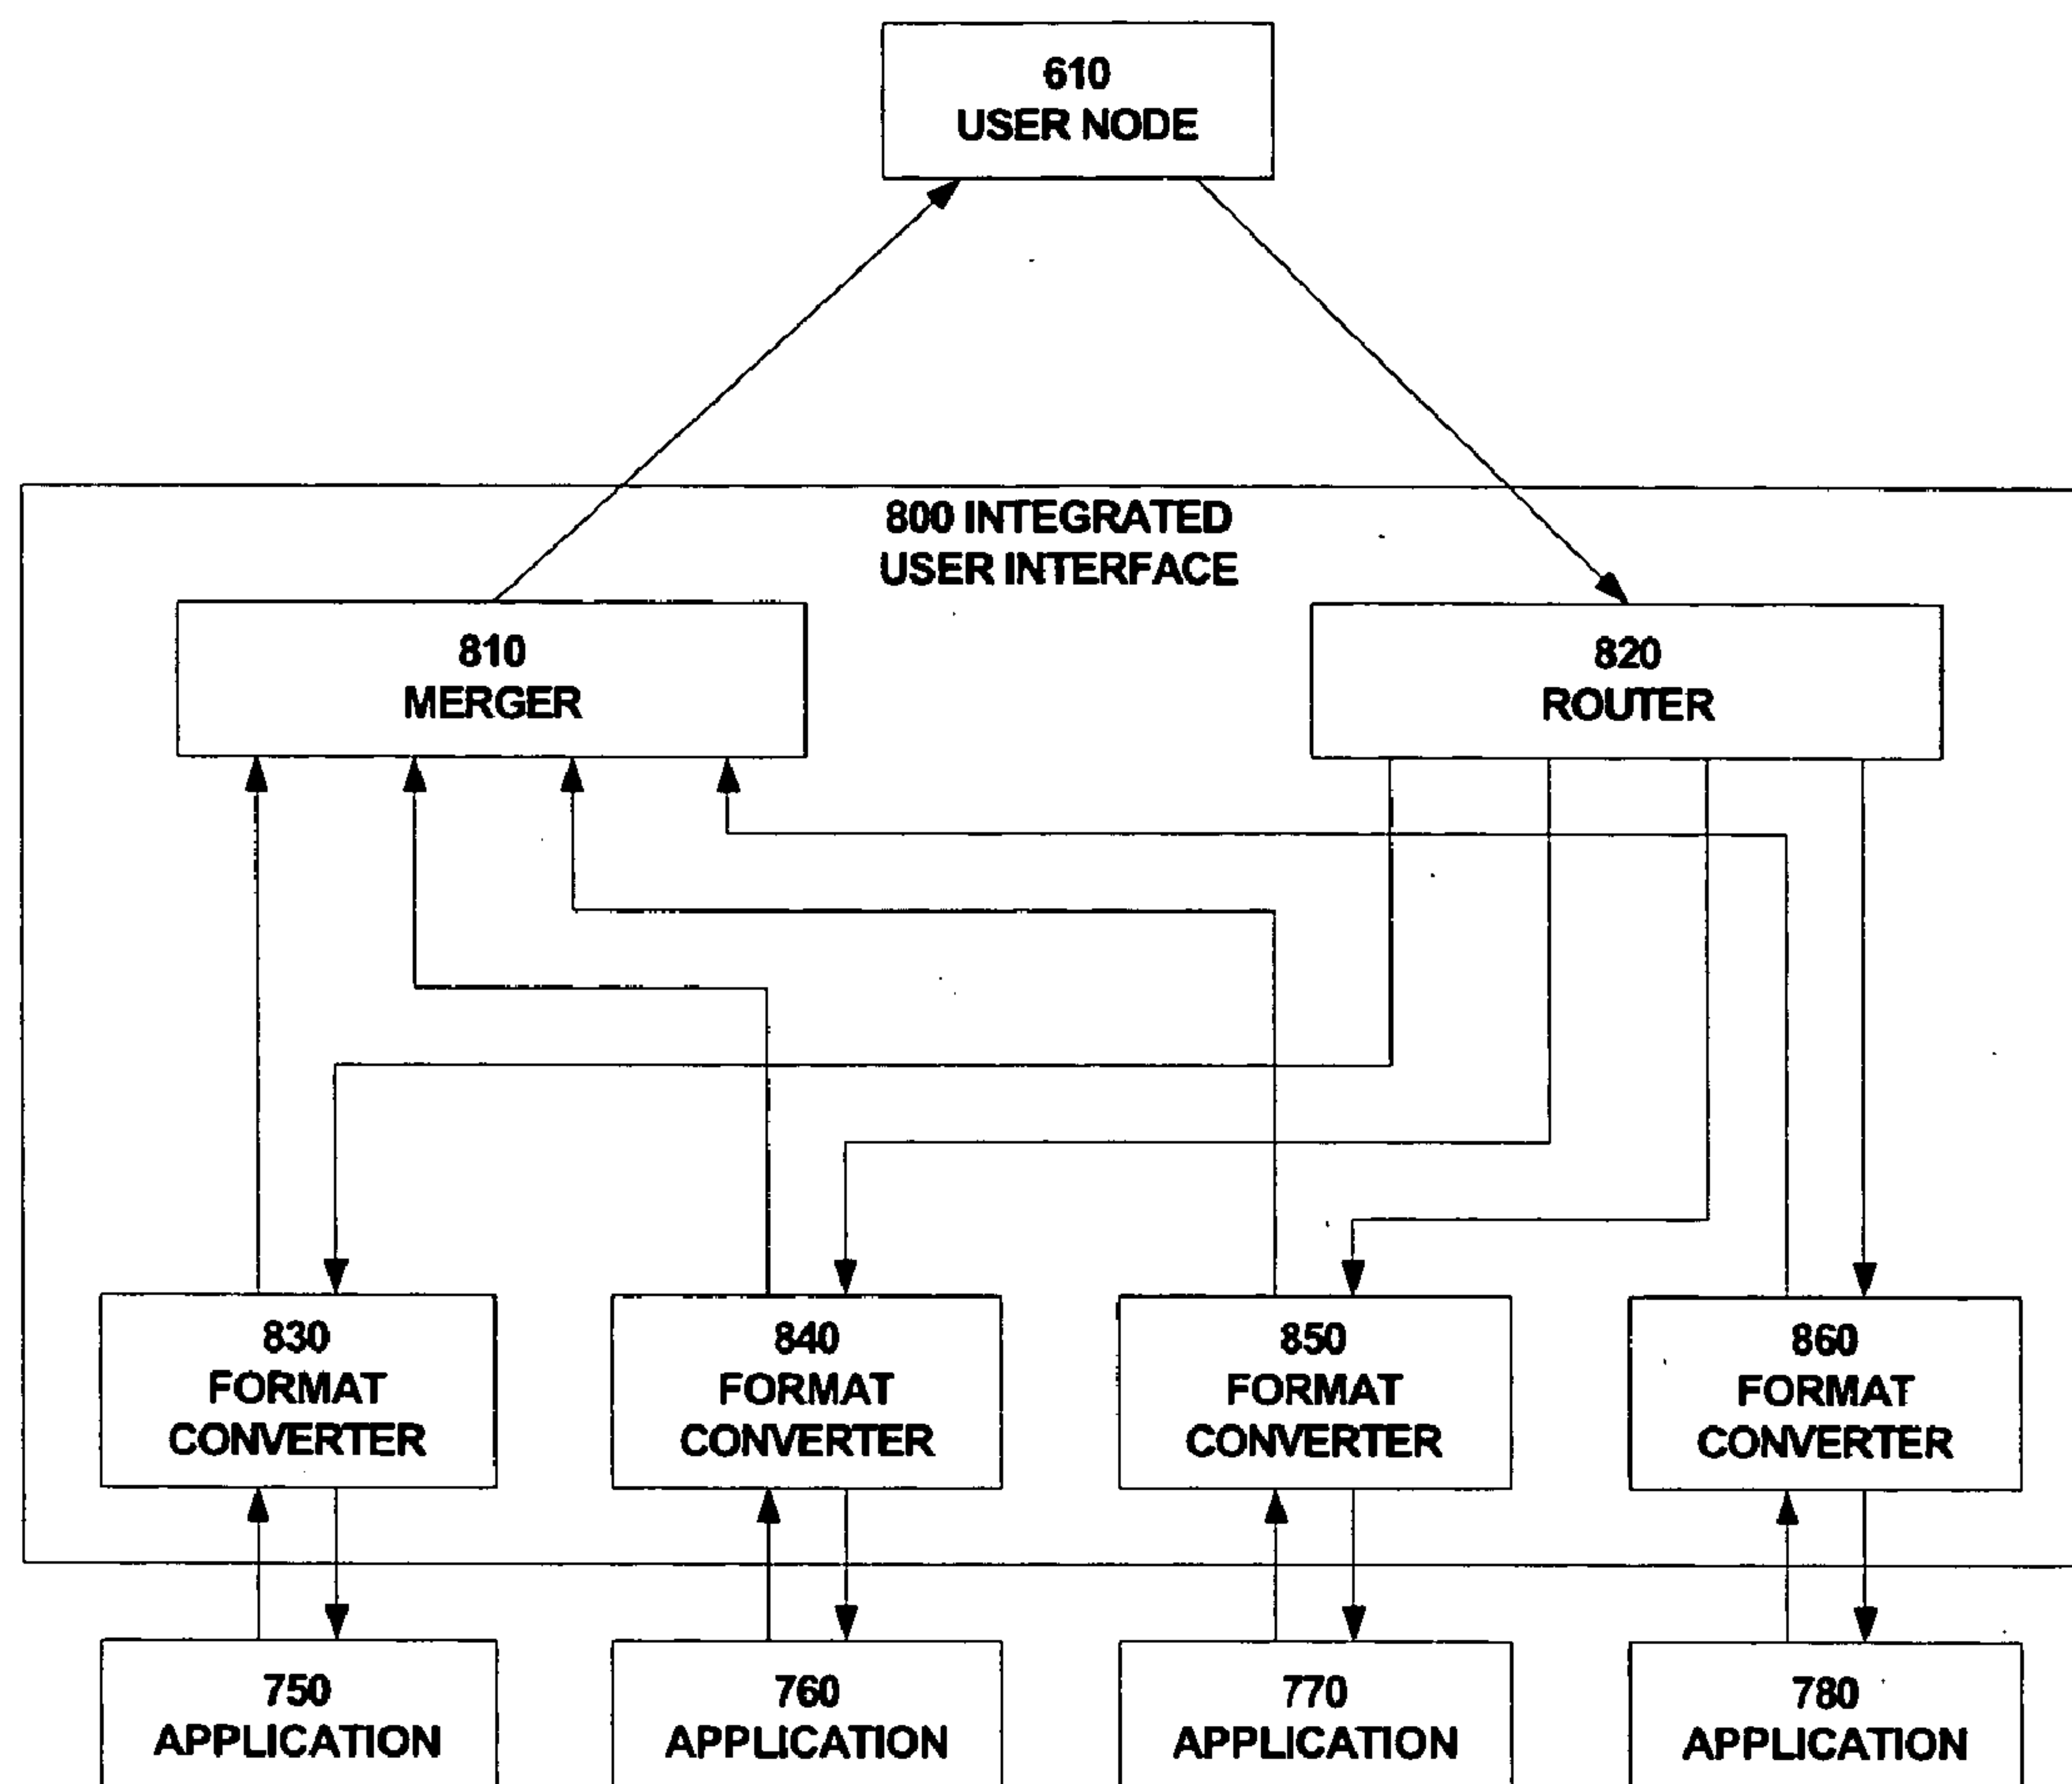 610
USER NODE
800 INTEGRATED
USER INTERFACE
810
MERGER
820
ROUTER
830
FORMAT
CONVERTER
840
FORMAT
CONVERTER
850
FORMAT
CONVERTER
860
FORMAT
CONVERTER
750
APPLICATION
760
APPLICATION
770
APPLICATION
780
APPLICATION